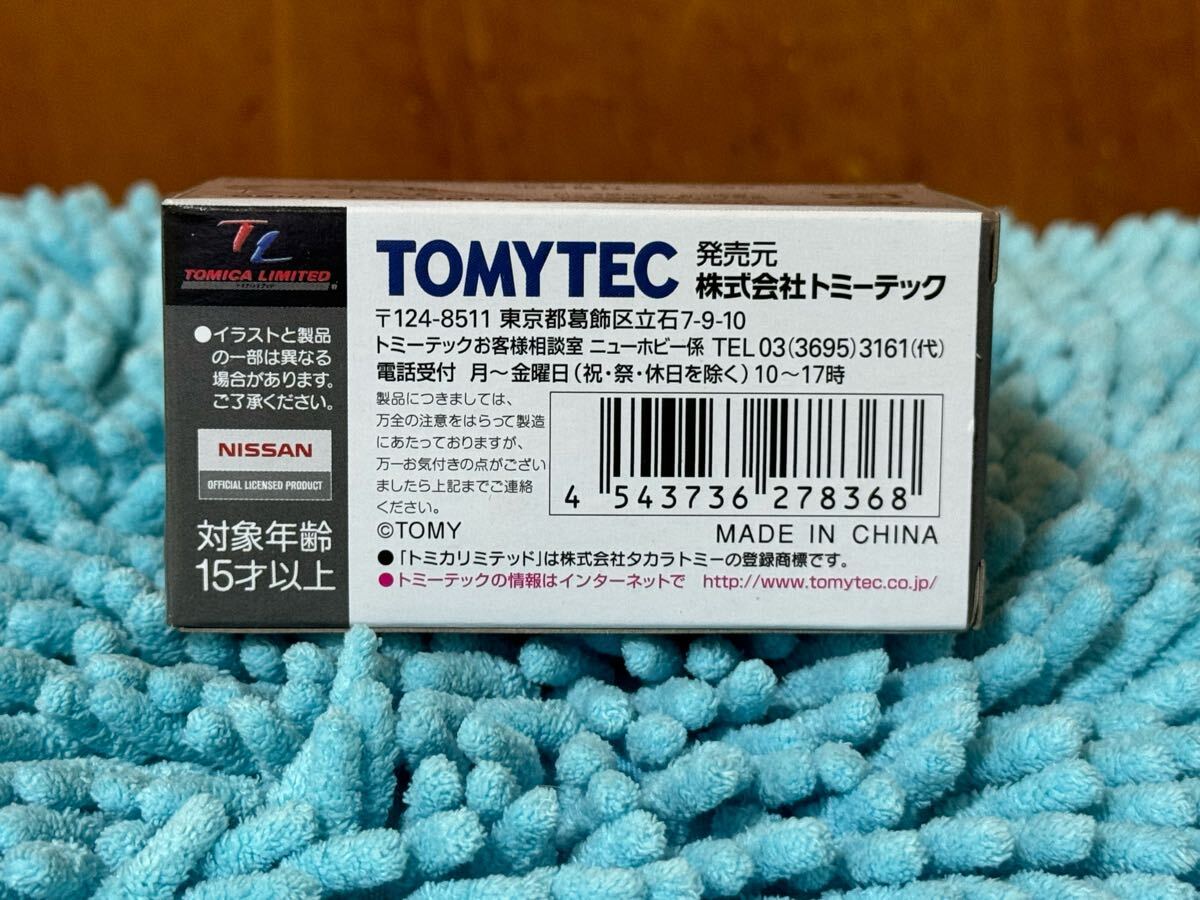 TL
TOMICA LIMITED
●イラストと製品
の一部は異なる
場合があります。
ご了承ください。
NISSAN
OFFICIAL LICENSED PRODUCT
対象年齢
15才以上
TOMYTEC
発売元
株式会社トミーテック
〒124-8511 東京都葛飾区立石7-9-10
トミーテックお客様相談室 ニューホビー係 TEL 03(3695)3161(代)
電話受付 月~金曜日(祝・祭・休日を除く)10~17時
製品につきましては、
万全の注意をはらって製造
にあたっておりますが、
万一お気付きの点がござい
ましたら上記までご連絡
ください。
4 543736 278368
©TOMY
MADE IN CHINA
●「トミカリミテッド」は株式会社タカラトミーの登録商標です。
●トミーテックの情報はインターネットで http://www.tomytec.co.jp/